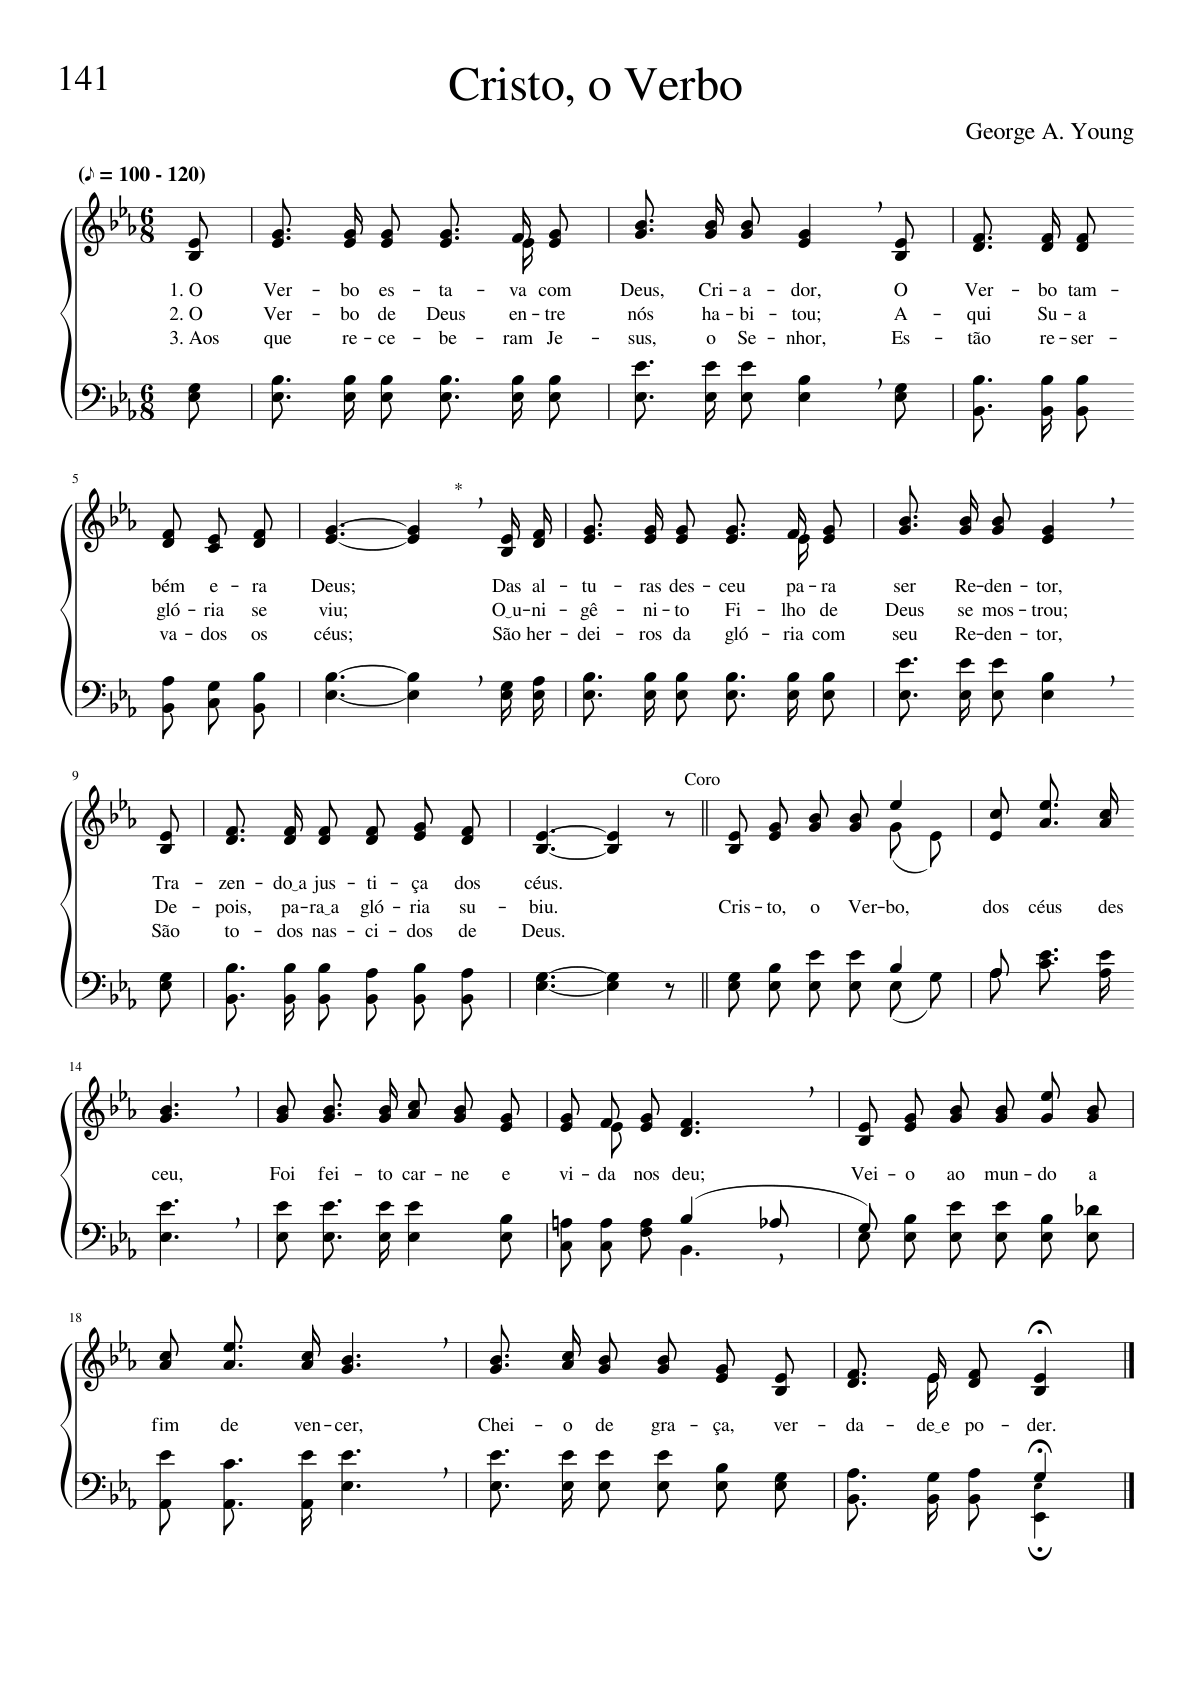 141
Cristo, o Verbo
George A. Young
(♪ = 100 - 120)
1. O Ver - bo es - ta - va com Deus, Cri - a - dor, O Ver - bo tam -
2. O Ver - bo de Deus en - tre nós ha - bi - tou; A - qui Su - a
3. Aos que re - ce - be - ram Je - sus, o Se - nhor, Es - tão re - ser -
5
*
bém e - ra Deus; Das al - tu - ras des - ceu pa - ra ser Re - den - tor,
gló - ria se viu; O‿u - ni - gê - ni - to Fi - lho de Deus se mos - trou;
va - dos os céus; São her - dei - ros da gló - ria com seu Re - den - tor,
9
Coro
Tra - zen - do‿a jus - ti - ça dos céus.
De - pois, pa - ra‿a gló - ria su - biu. Cris - to, o Ver - bo, dos céus des
São to - dos nas - ci - dos de Deus.
14
ceu, Foi fei - to car - ne e vi - da nos deu; Vei - o ao mun - do a
18
fim de ven - cer, Chei - o de gra - ça, ver - da - de‿e po - der.